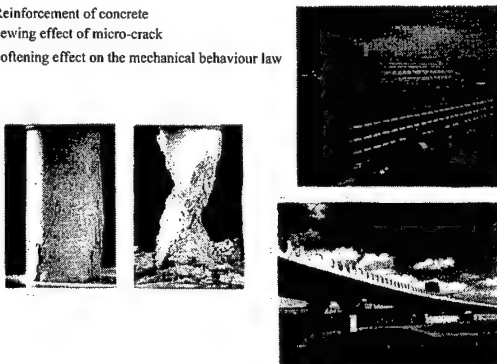 Reinforcement of concrete
ewing effect of micro-crack
oftening effect on the mechanical behaviour law